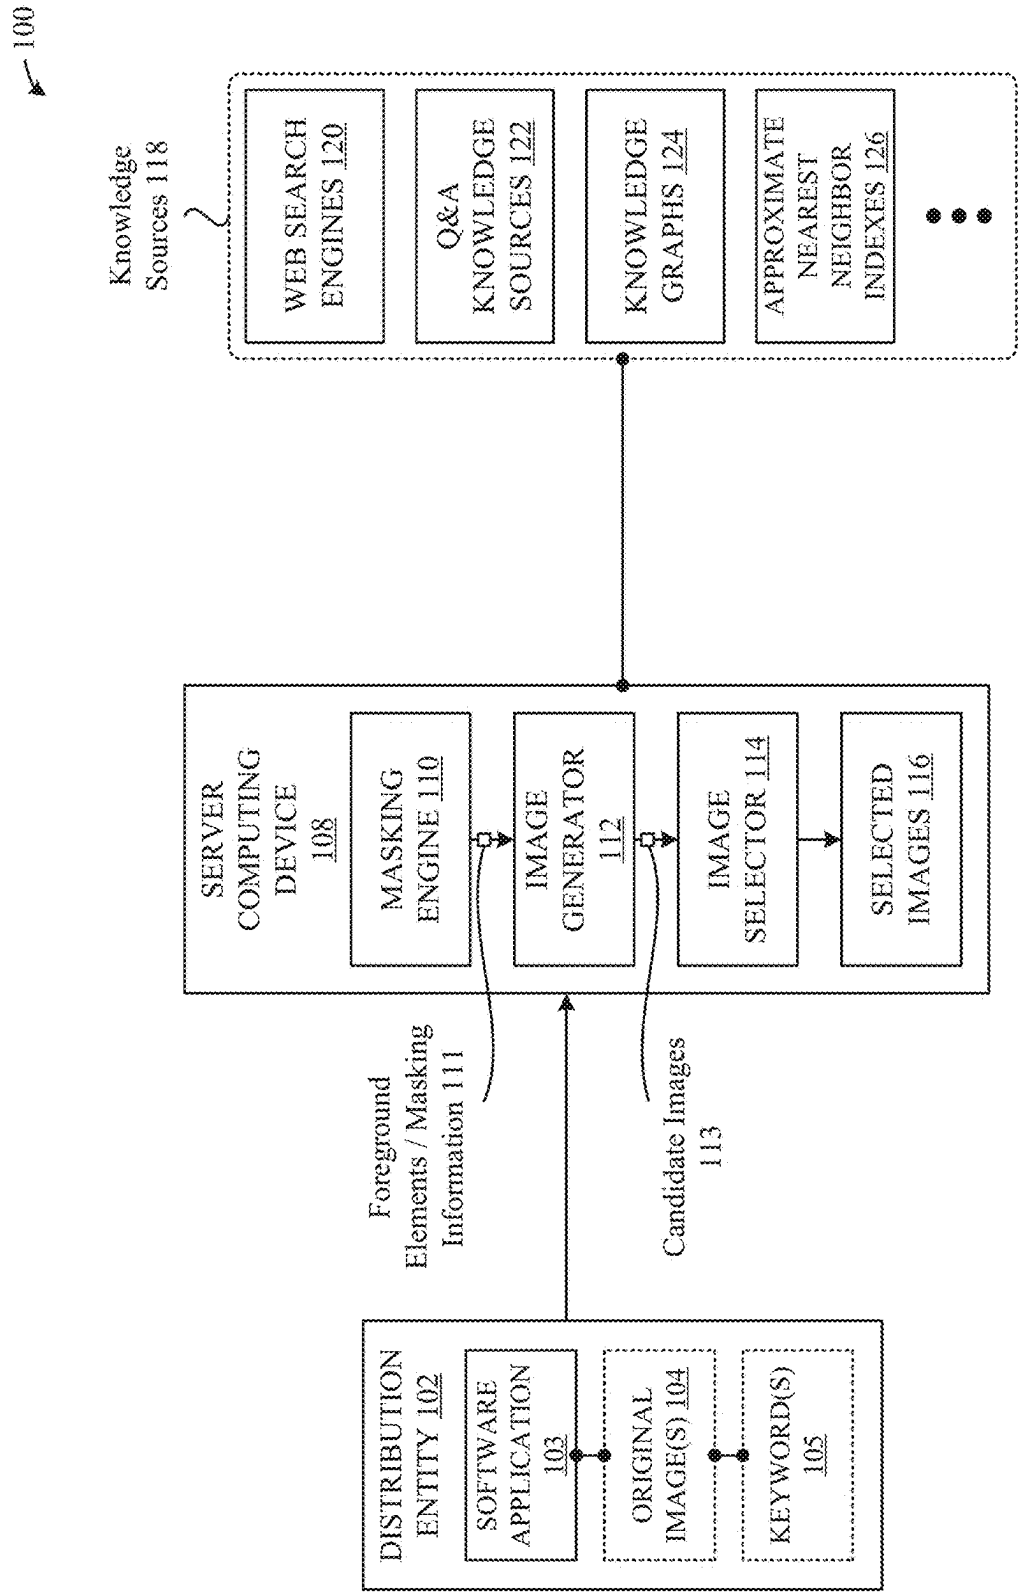 100
DISTRIBUTION
ENTITY 102
SOFTWARE
APPLICATION
103
ORIGINAL
IMAGE(S) 104
KEYWORD(S)
105
Foreground
Elements / Masking
Information 111
Candidate Images
113
SERVER
COMPUTING
DEVICE
108
MASKING
ENGINE 110
IMAGE
GENERATOR
112
IMAGE
SELECTOR 114
SELECTED
IMAGES 116
Knowledge
Sources 118
WEB SEARCH
ENGINES 120
Q&A
KNOWLEDGE
SOURCES 122
KNOWLEDGE
GRAPHS 124
APPROXIMATE
NEAREST
NEIGHBOR
INDEXES 126